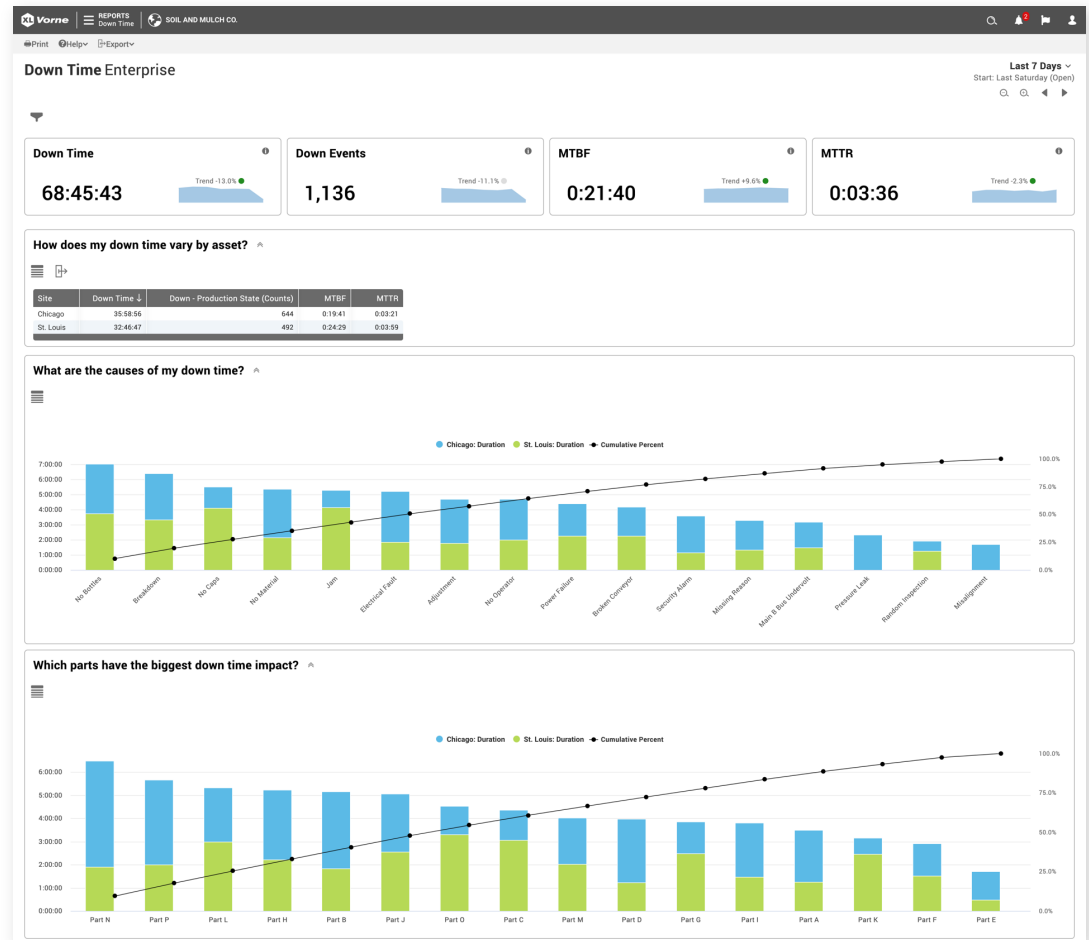 XL Vorne REPORTS Down Time SOIL AND MULCH CO. 2
Print Help Export
Down Time Enterprise
Last 7 Days
Start: Last Saturday (Open)
Down Time
Trend -13.0%
68:45:43
Down Events
Trend -11.1%
1,136
MTBF
Trend +9.6%
0:21:40
MTTR
Trend -2.3%
0:03:36
How does my down time vary by asset?
Site Down Time ↓ Down - Production State (Counts) MTBF MTTR
Chicago 35:58:56 644 0:19:41 0:03:21
St. Louis 32:46:47 492 0:24:29 0:03:59
What are the causes of my down time?
Chicago: Duration St. Louis: Duration Cumulative Percent
7:00:00
6:00:00
5:00:00
4:00:00
3:00:00
2:00:00
1:00:00
0:00:00
100.0%
75.0%
50.0%
25.0%
0.0%
No Bottles
Breakdown
No Caps
No Material
Jam
Electrical Fault
Adjustment
No Operator
Power Failure
Broken Conveyor
Security Alarm
Missing Reason
Main B Bus Undervolt
Pressure Leak
Random Inspection
Misalignment
Which parts have the biggest down time impact?
Chicago: Duration St. Louis: Duration Cumulative Percent
6:00:00
5:00:00
4:00:00
3:00:00
2:00:00
1:00:00
0:00:00
100.0%
75.0%
50.0%
25.0%
0.0%
Part N Part P Part L Part H Part B Part J Part O Part C Part M Part D Part G Part I Part A Part K Part F Part E